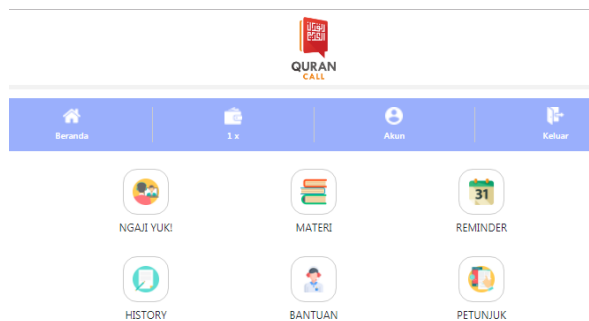 QURAN
CALL
Beranda
1 x
Akun
Keluar
NGAJI YUK!
MATERI
31
REMINDER
HISTORY
BANTUAN
PETUNJUK